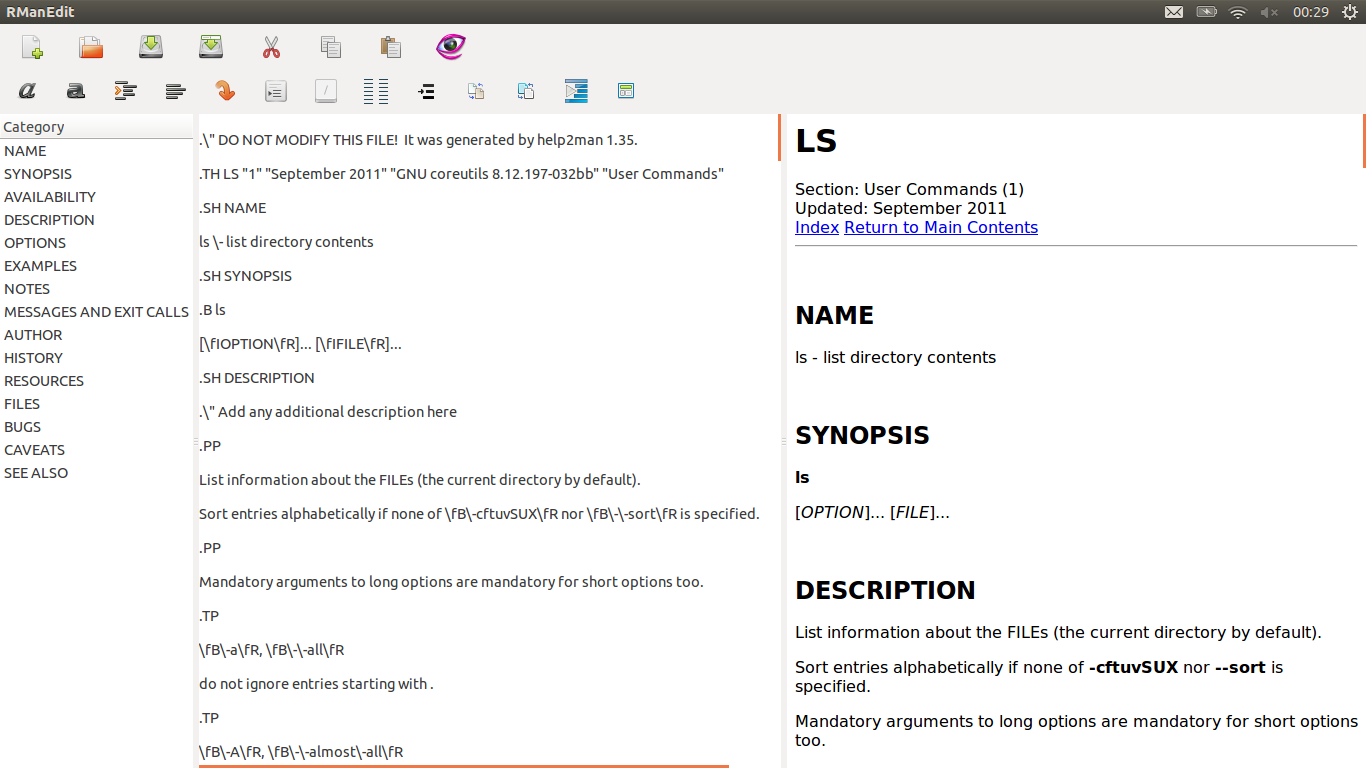 RManEdit
00:29
Category
NAME
SYNOPSIS
AVAILABILITY
DESCRIPTION
OPTIONS
EXAMPLES
NOTES
MESSAGES AND EXIT CALLS
AUTHOR
HISTORY
RESOURCES
FILES
BUGS
CAVEATS
SEE ALSO
.\" DO NOT MODIFY THIS FILE!  It was generated by help2man 1.35.
.TH LS "1" "September 2011" "GNU coreutils 8.12.197-032bb" "User Commands"
.SH NAME
ls \- list directory contents
.SH SYNOPSIS
.B ls
[\fIOPTION\fR]... [\fIFILE\fR]...
.SH DESCRIPTION
.\" Add any additional description here
.PP
List information about the FILEs (the current directory by default).
Sort entries alphabetically if none of \fB\-cftuvSUX\fR nor \fB\-\-sort\fR is specified.
.PP
Mandatory arguments to long options are mandatory for short options too.
.TP
\fB\-a\fR, \fB\-\-all\fR
do not ignore entries starting with .
.TP
\fB\-A\fR, \fB\-\-almost\-all\fR
LS
Section: User Commands (1)
Updated: September 2011
Index Return to Main Contents
NAME
ls - list directory contents
SYNOPSIS
ls
[OPTION]... [FILE]...
DESCRIPTION
List information about the FILEs (the current directory by default).
Sort entries alphabetically if none of -cftuvSUX nor --sort is
specified.
Mandatory arguments to long options are mandatory for short options
too.